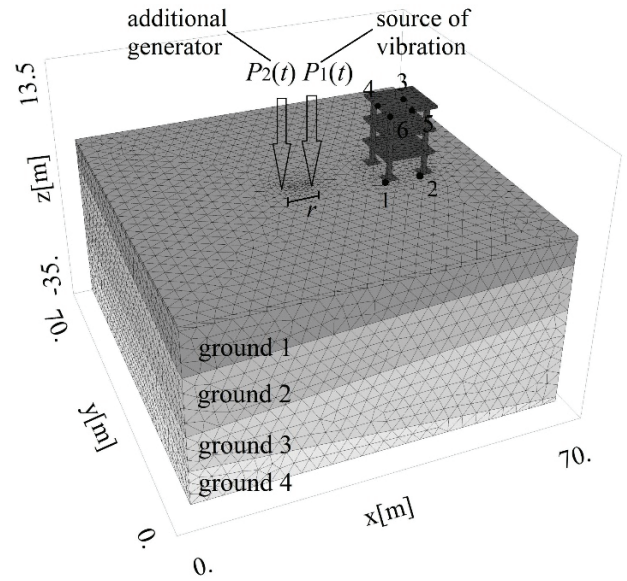 additional
generator
source of
vibration
P2(t) P1(t)
13.5
z[m]
-35.
4
3
6
5
1
2
r
ground 1
ground 2
ground 3
ground 4
70.
y[m]
0.
0.
x[m]
70.